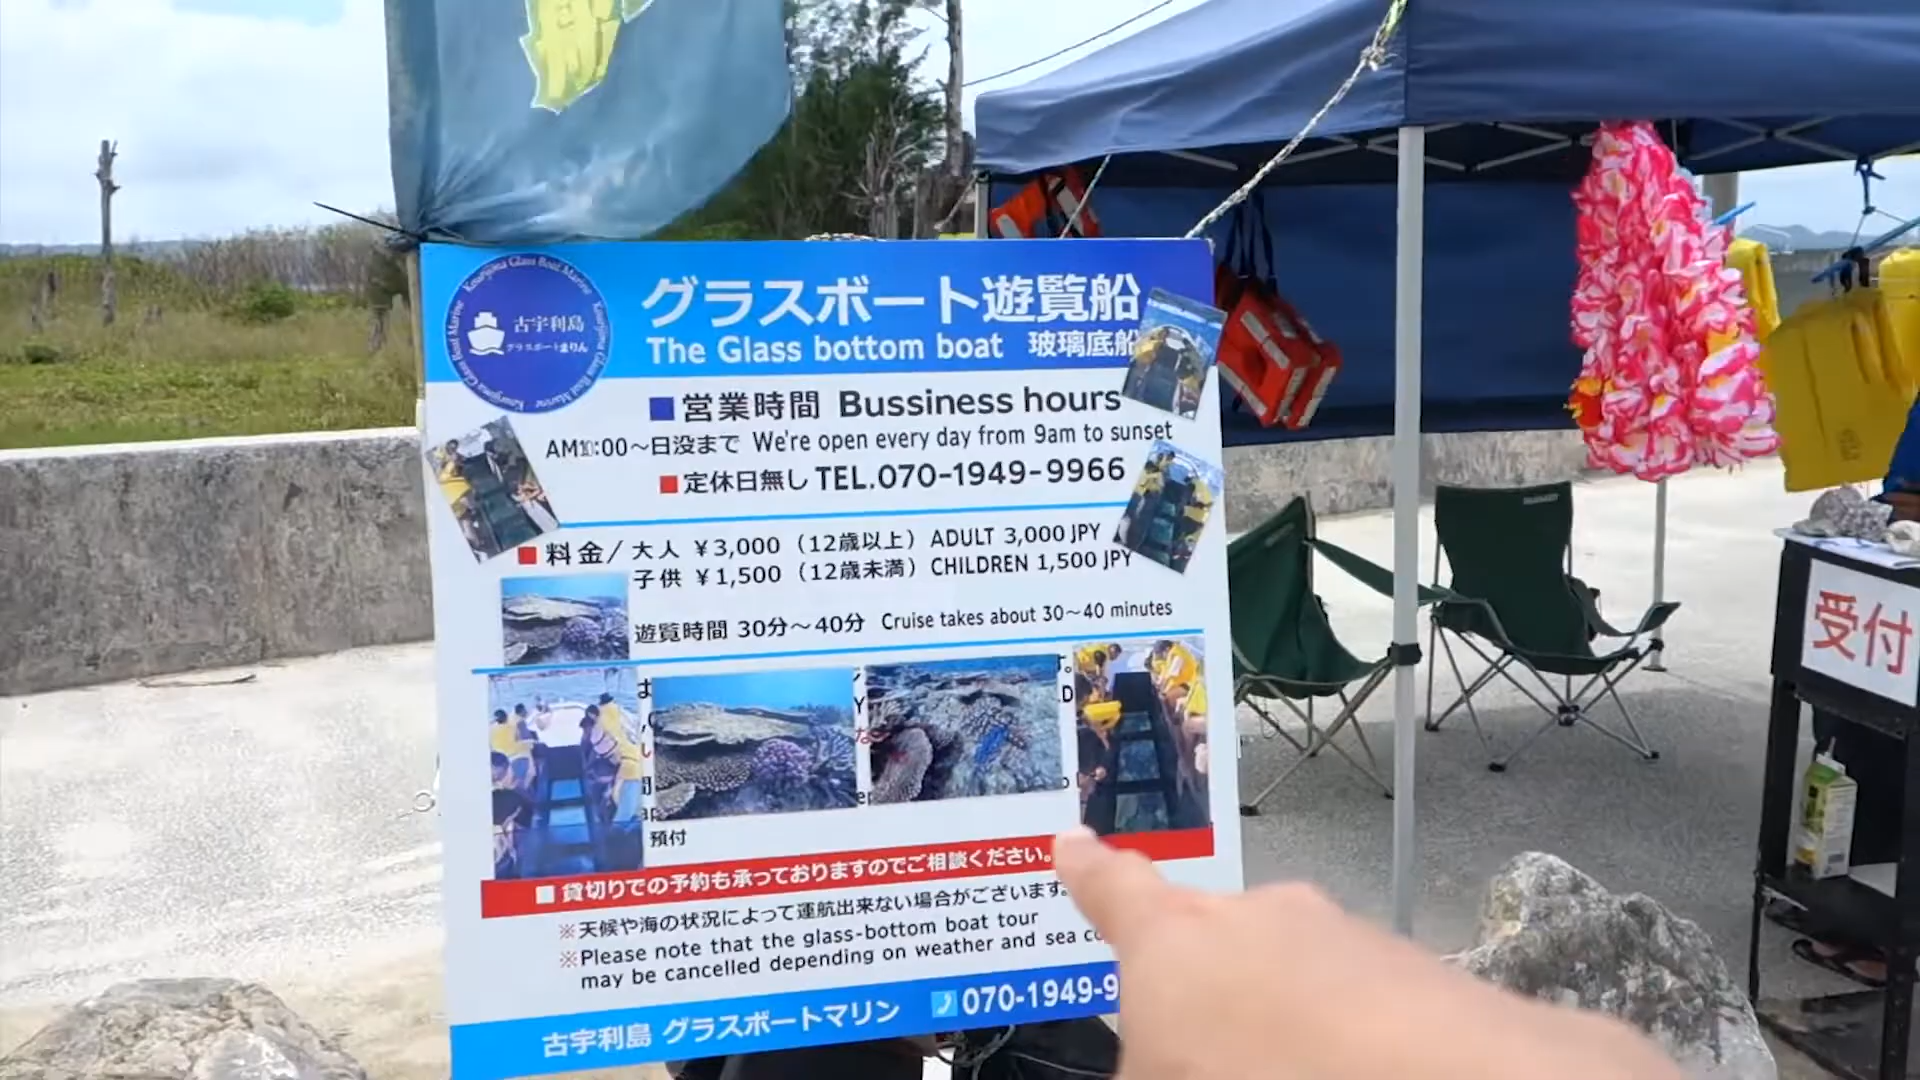 Kourijima Glass Boat Marine
古宇利島
グラスボートまりん
グラスボート遊覧船
The Glass bottom boat 玻璃底船
■営業時間 Bussiness hours
:00～日没まで We're open every day from 9am to sunset
■定休日無し TEL.070-1949-9966
■料金/大人 ¥3,000 (12歳以上) ADULT 3,000 JPY
子供 ¥1,500 (12歳未満) CHILDREN 1,500 JPY
遊覧時間 30分～40分 Cruise takes about 30～40 minutes
預付
■貸切りでの予約も承っておりますのでご相談ください。
※天候や海の状況によって運航出来ない場合がございます。
※Please note that the glass-bottom boat tour
may be cancelled depending on weather and sea
古宇利島 グラスボートマリン 070-1949-9
受付